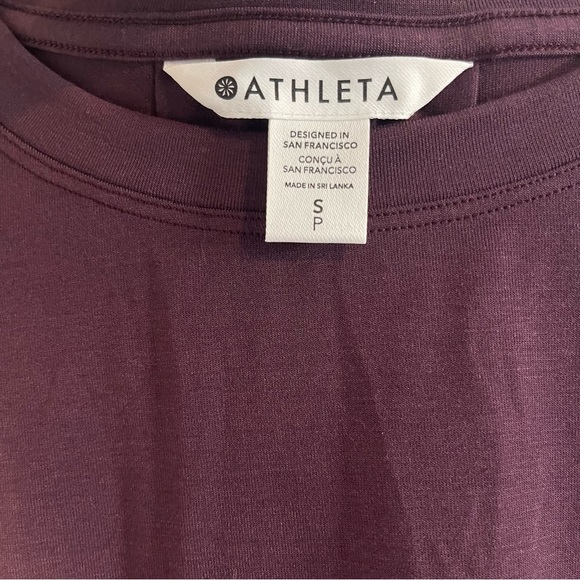 ATHLETA
DESIGNED IN
SAN FRANCISCO
CONÇU À
SAN FRANCISCO
MADE IN SRI LANKA
S
P